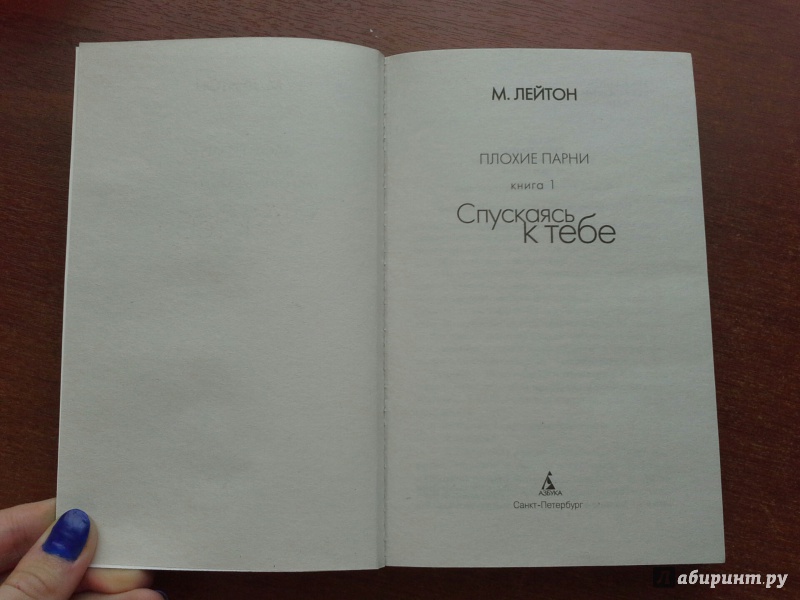 М. ЛЕЙТОН
ПЛОХИЕ ПАРНИ
книга 1
Спускаясь
к тебе
АЗБУКА
Санкт-Петербург
Лабиринт.ру